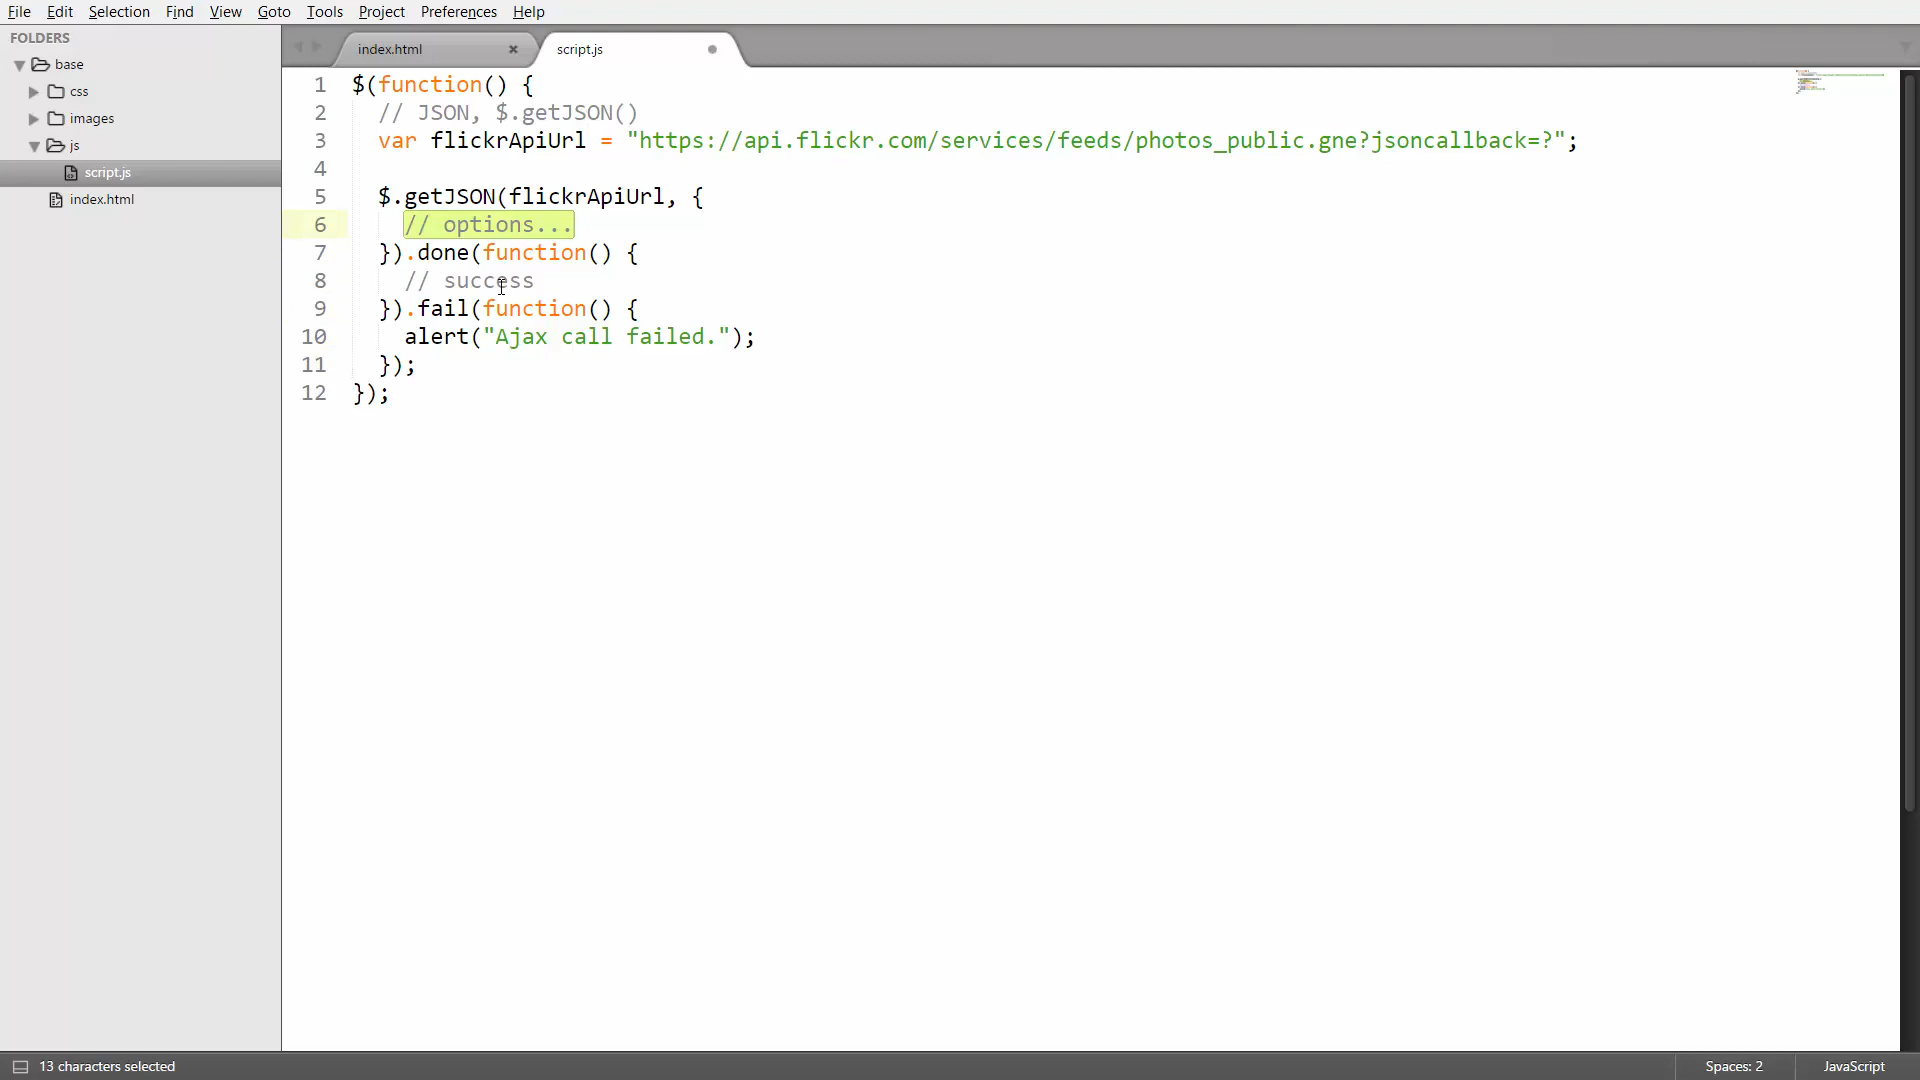 File Edit Selection Find View Goto Tools Project Preferences Help
FOLDERS
base
css
images
js
script.js
index.html
index.html × script.js
1 $(function() {
2 // JSON, $.getJSON()
3 var flickrApiUrl = "https://api.flickr.com/services/feeds/photos_public.gne?jsoncallback=?";
4
5 $.getJSON(flickrApiUrl, {
6 // options...
7 }).done(function() {
8 // success
9 }).fail(function() {
10 alert("Ajax call failed.");
11 });
12 });
13 characters selected Spaces: 2 JavaScript